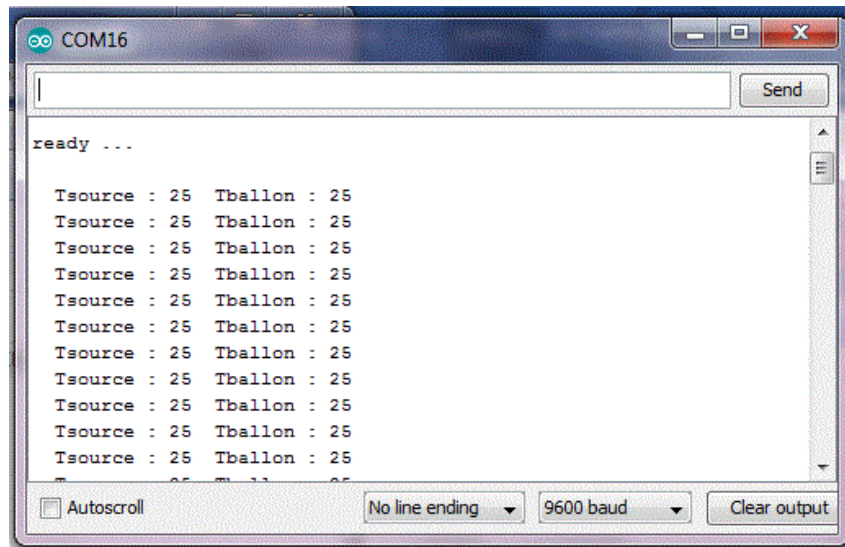 COM16
Send
ready ...
Tsource : 25 Tballon : 25
Tsource : 25 Tballon : 25
Tsource : 25 Tballon : 25
Tsource : 25 Tballon : 25
Tsource : 25 Tballon : 25
Tsource : 25 Tballon : 25
Tsource : 25 Tballon : 25
Tsource : 25 Tballon : 25
Tsource : 25 Tballon : 25
Tsource : 25 Tballon : 25
Tsource : 25 Tballon : 25
Autoscroll No line ending 9600 baud Clear output